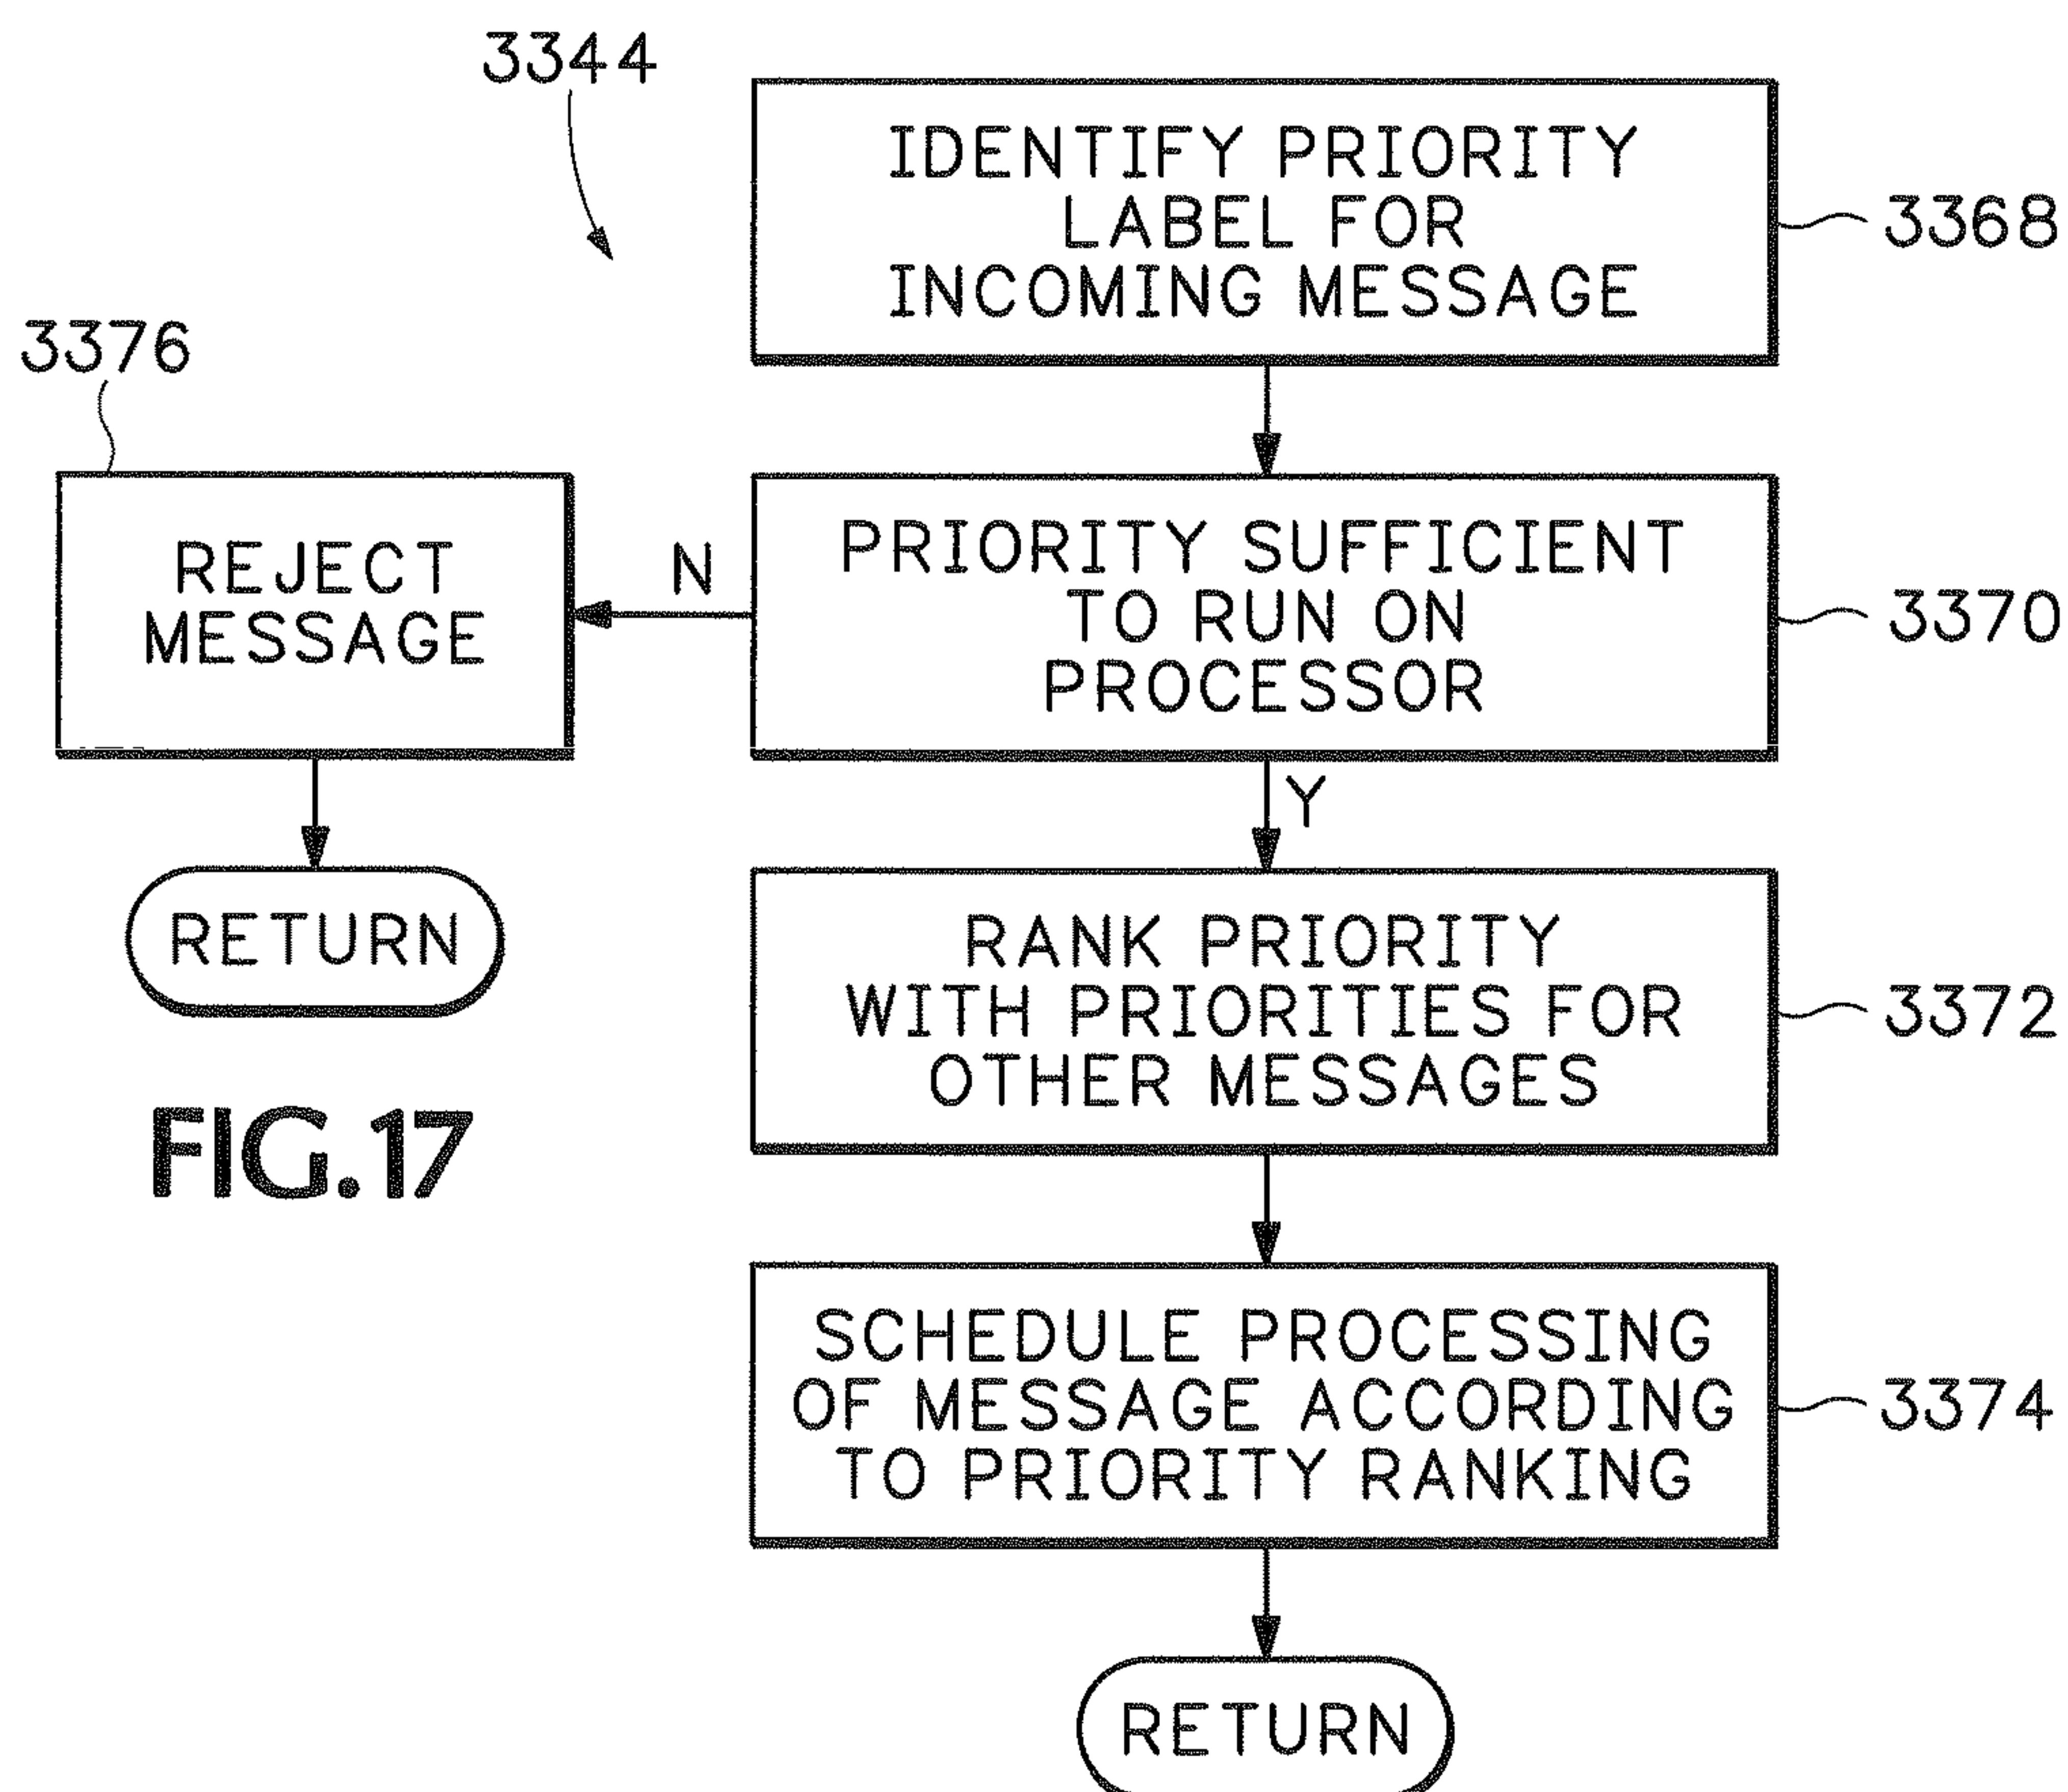 3344
IDENTIFY PRIORITY
LABEL FOR
INCOMING MESSAGE
3368
3376
REJECT
MESSAGE
N
PRIORITY SUFFICIENT
TO RUN ON
PROCESSOR
3370
Y
RETURN
RANK PRIORITY
WITH PRIORITIES FOR
OTHER MESSAGES
3372
FIG.17
SCHEDULE PROCESSING
OF MESSAGE ACCORDING
TO PRIORITY RANKING
3374
RETURN